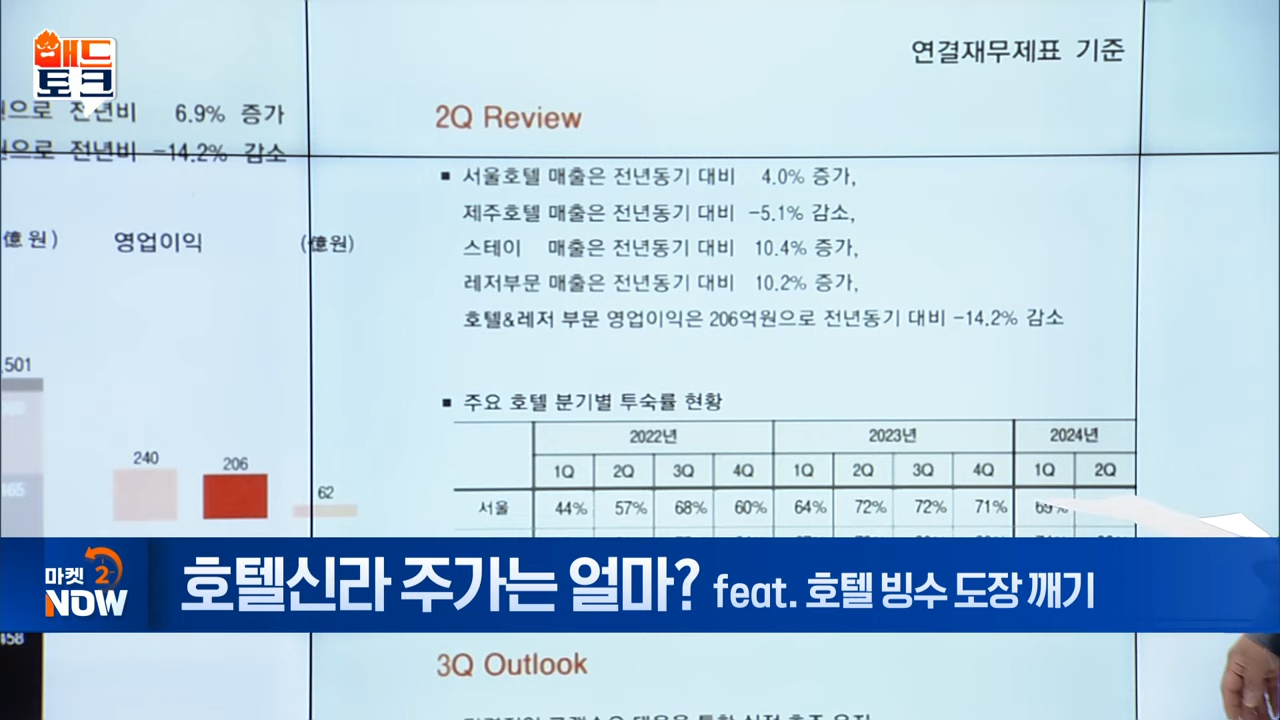 매드
토크
연결재무제표 기준
전년비 6.9% 증가
전년비 -14.2% 감소
2Q Review
■ 서울호텔 매출은 전년동기 대비 4.0% 증가,
제주호텔 매출은 전년동기 대비 -5.1% 감소,
스테이 매출은 전년동기 대비 10.4% 증가,
레저부문 매출은 전년동기 대비 10.2% 증가,
호텔&레저 부문 영업이익은 206억원으로 전년동기 대비 -14.2% 감소
億원)
영업이익
(億원)
,501
240
206
62
■ 주요 호텔 분기별 투숙률 현황
2022년 2023년 2024년
1Q 2Q 3Q 4Q 1Q 2Q 3Q 4Q 1Q 2Q
서울 44% 57% 68% 60% 64% 72% 72% 71%
마켓 2
NOW
호텔신라 주가는 얼마? feat. 호텔 빙수 도장 깨기
3Q Outlook